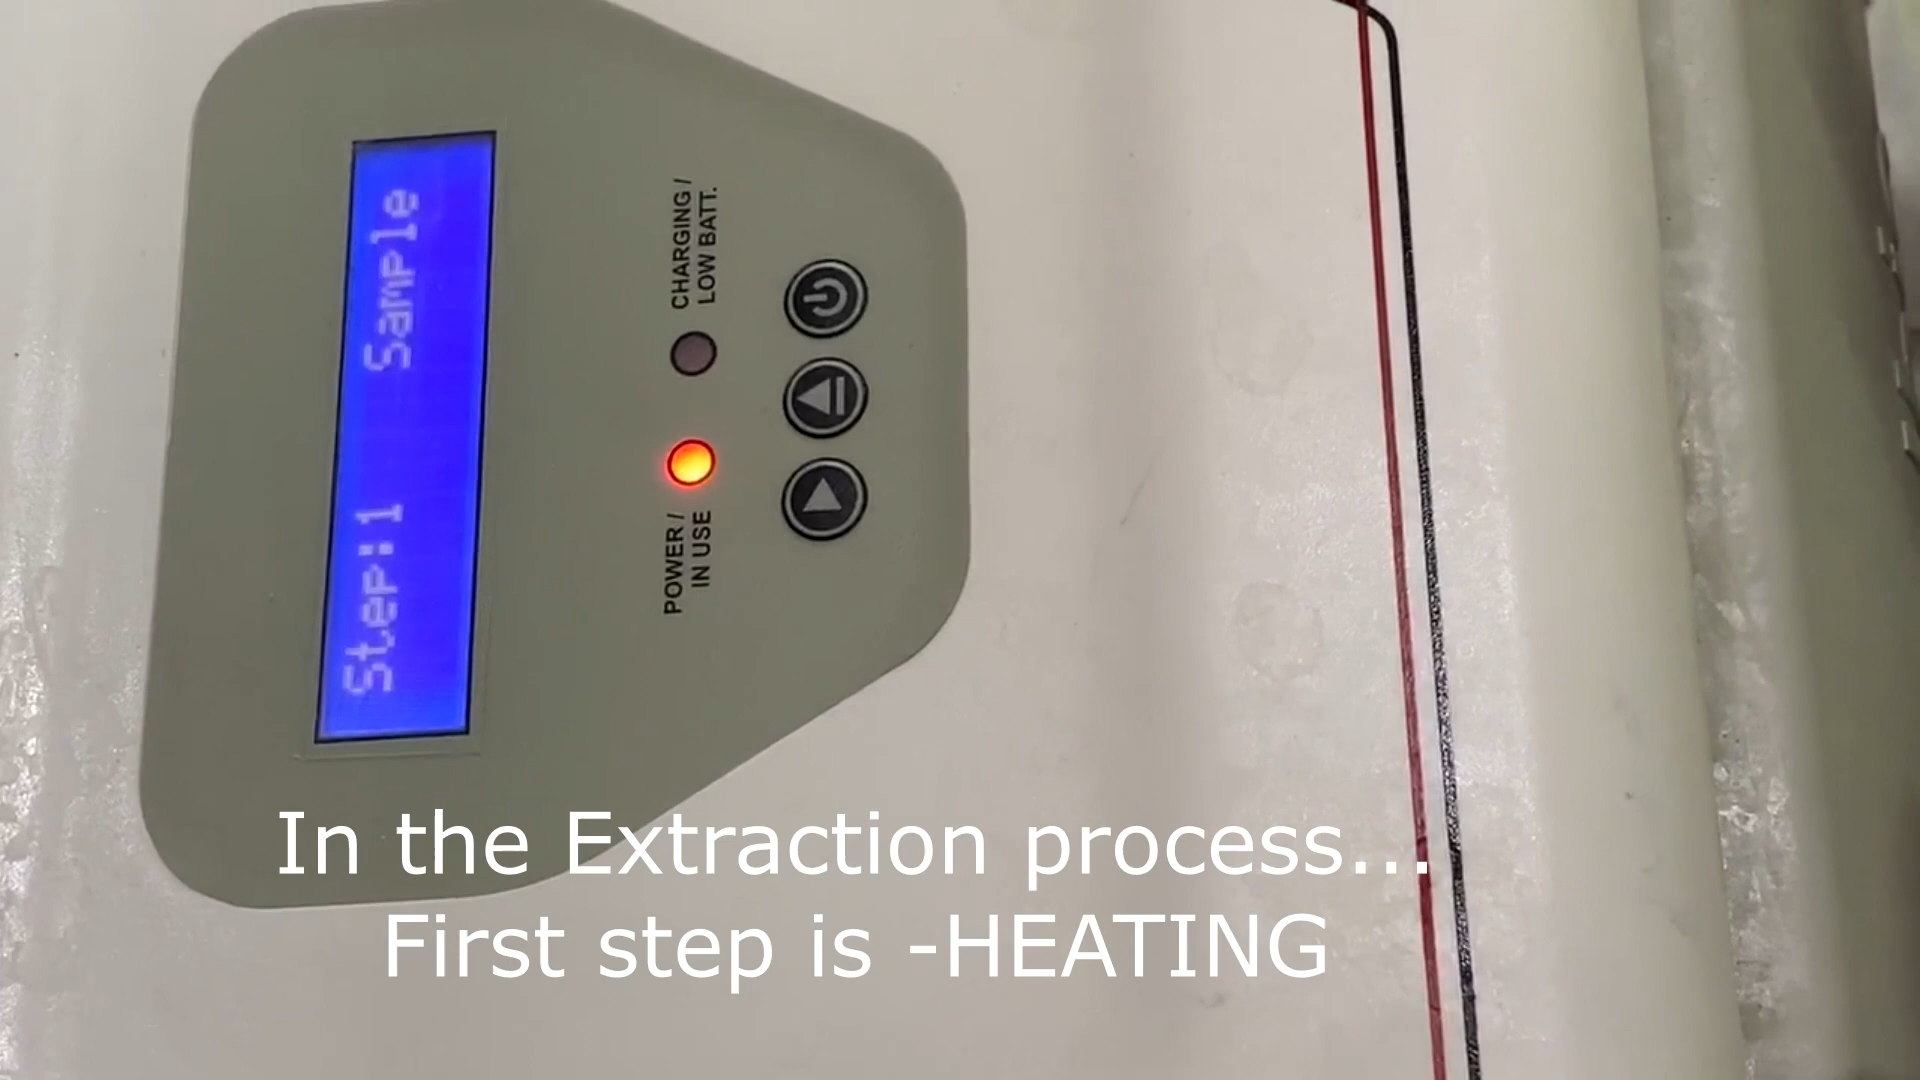 Step:1 Sample
CHARGING /
LOW BATT.
POWER /
IN USE
In the Extraction process...
First step is -HEATING